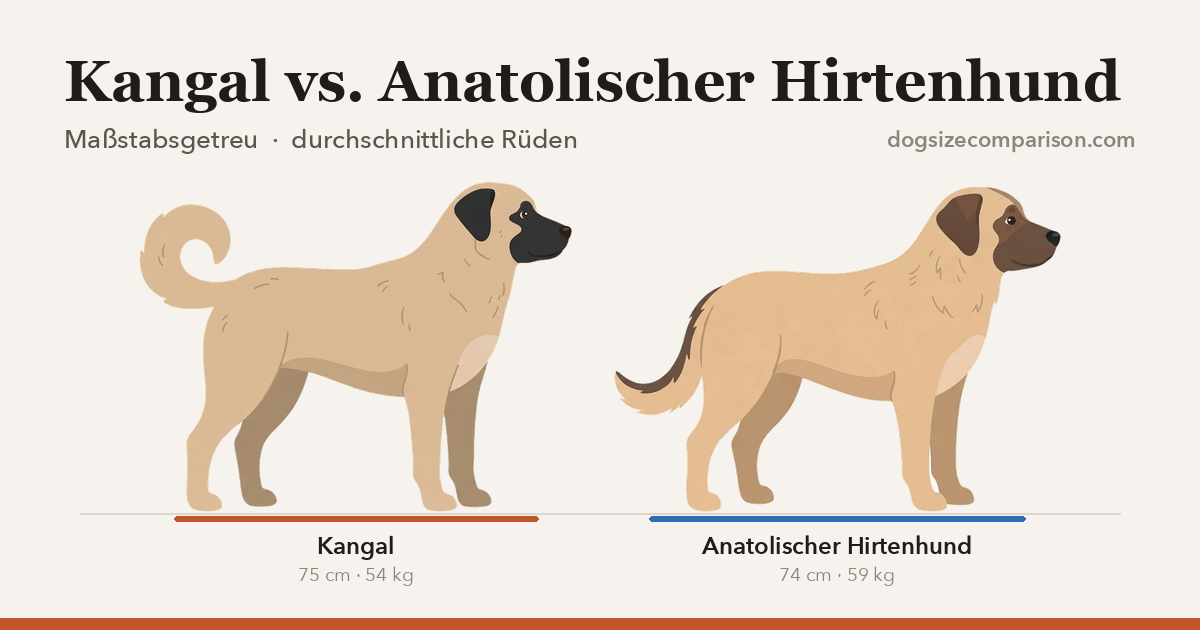 Kangal vs. Anatolischer Hirtenhund
Maßstabsgetreu · durchschnittliche Rüden
dogsizecomparison.com
Kangal
75 cm · 54 kg
Anatolischer Hirtenhund
74 cm · 59 kg